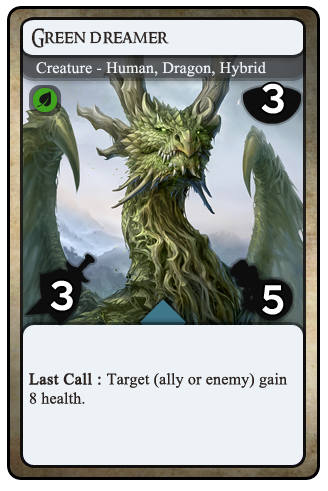 Green dreamer
Creature - Human, Dragon, Hybrid
3
3
5
Last Call : Target (ally or enemy) gain
8 health.